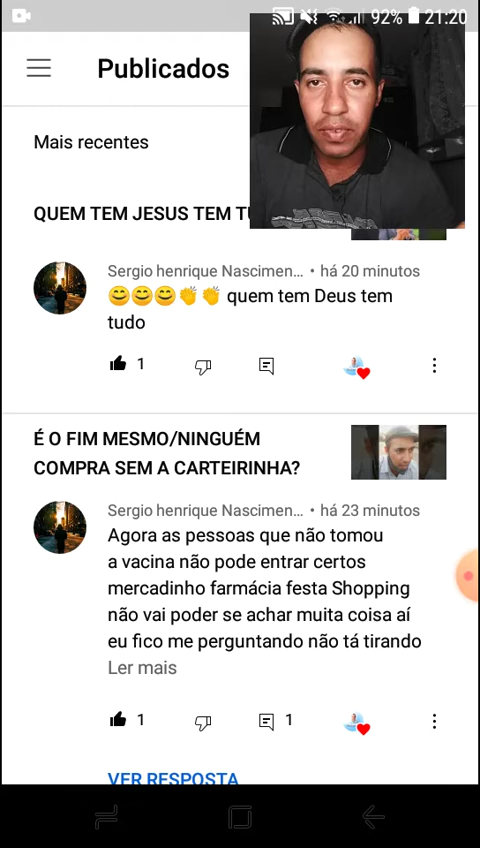 92% 21:20
Publicados
Mais recentes
QUEM TEM JESUS TEM
Sergio henrique Nascimen... • há 20 minutos
😊😊😊👏👏 quem tem Deus tem
tudo
1
É O FIM MESMO/NINGUÉM
COMPRA SEM A CARTEIRINHA?
Sergio henrique Nascimen... • há 23 minutos
Agora as pessoas que não tomou
a vacina não pode entrar certos
mercadinho farmácia festa Shopping
não vai poder se achar muita coisa aí
eu fico me perguntando não tá tirando
Ler mais
1 1
VER RESPOSTA